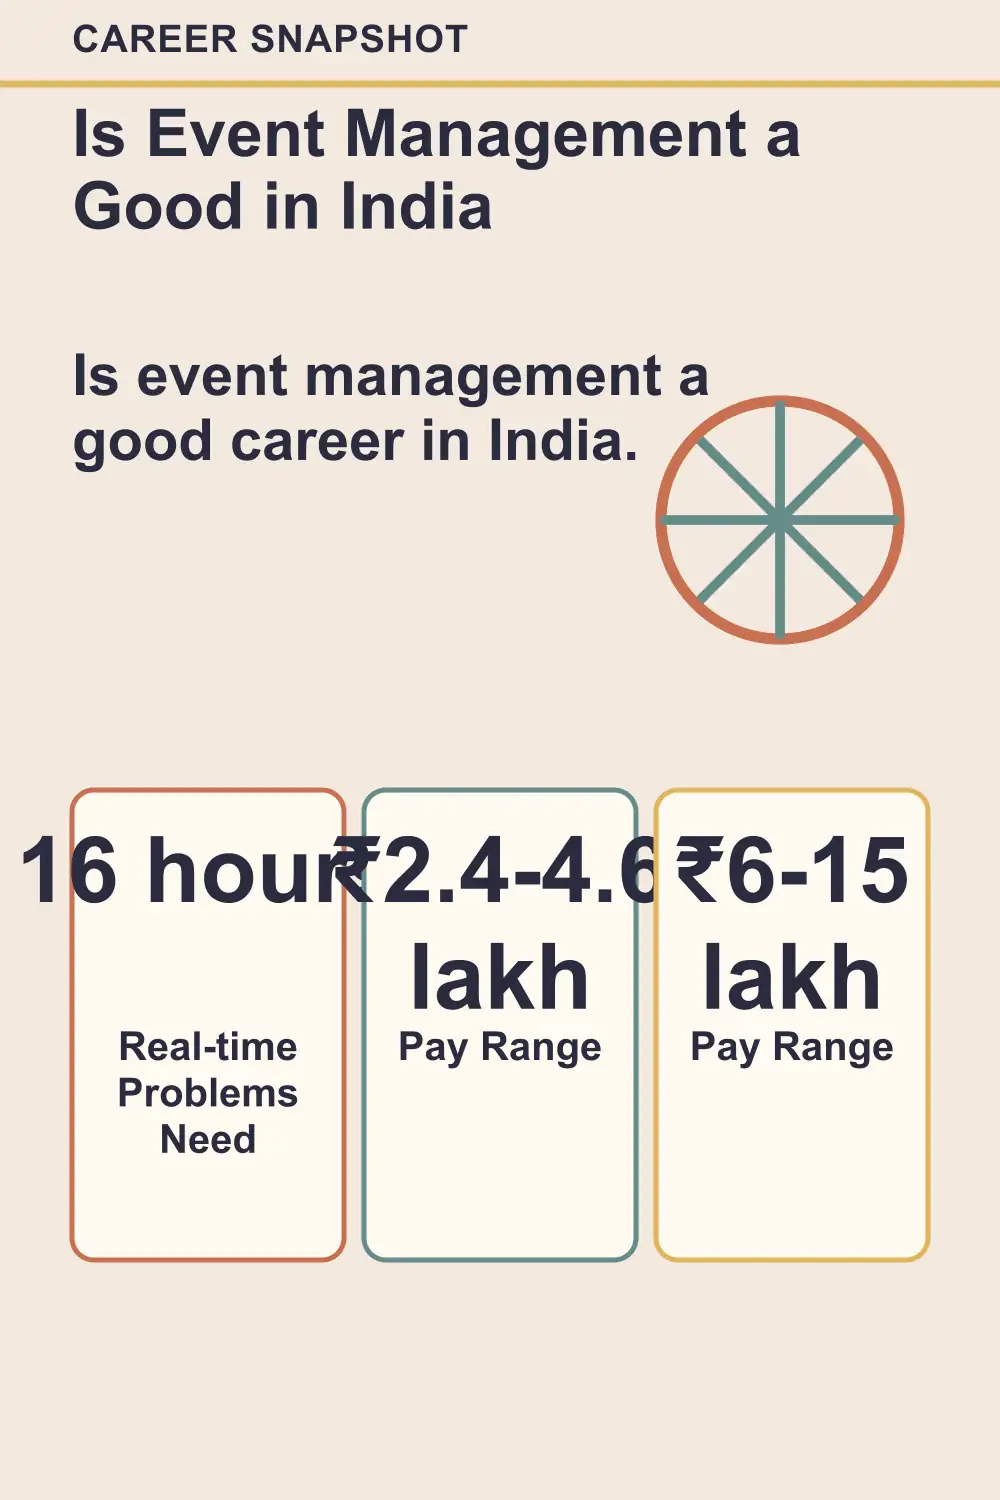 CAREER SNAPSHOT
Is Event Management a
Good in India
Is event management a
good career in India.
16 hour
Real-time
Problems
Need
₹2.4-4.6
lakh
Pay Range
₹6-15
lakh
Pay Range